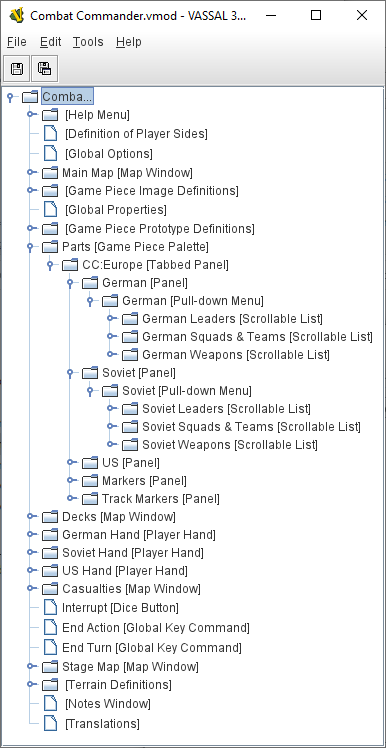 Combat Commander.vmod - VASSAL 3...
File Edit Tools Help
Comba...
[Help Menu]
[Definition of Player Sides]
[Global Options]
Main Map [Map Window]
[Game Piece Image Definitions]
[Global Properties]
[Game Piece Prototype Definitions]
Parts [Game Piece Palette]
CC:Europe [Tabbed Panel]
German [Panel]
German [Pull-down Menu]
German Leaders [Scrollable List]
German Squads & Teams [Scrollable List]
German Weapons [Scrollable List]
Soviet [Panel]
Soviet [Pull-down Menu]
Soviet Leaders [Scrollable List]
Soviet Squads & Teams [Scrollable List]
Soviet Weapons [Scrollable List]
US [Panel]
Markers [Panel]
Track Markers [Panel]
Decks [Map Window]
German Hand [Player Hand]
Soviet Hand [Player Hand]
US Hand [Player Hand]
Casualties [Map Window]
Interrupt [Dice Button]
End Action [Global Key Command]
End Turn [Global Key Command]
Stage Map [Map Window]
[Terrain Definitions]
[Notes Window]
[Translations]